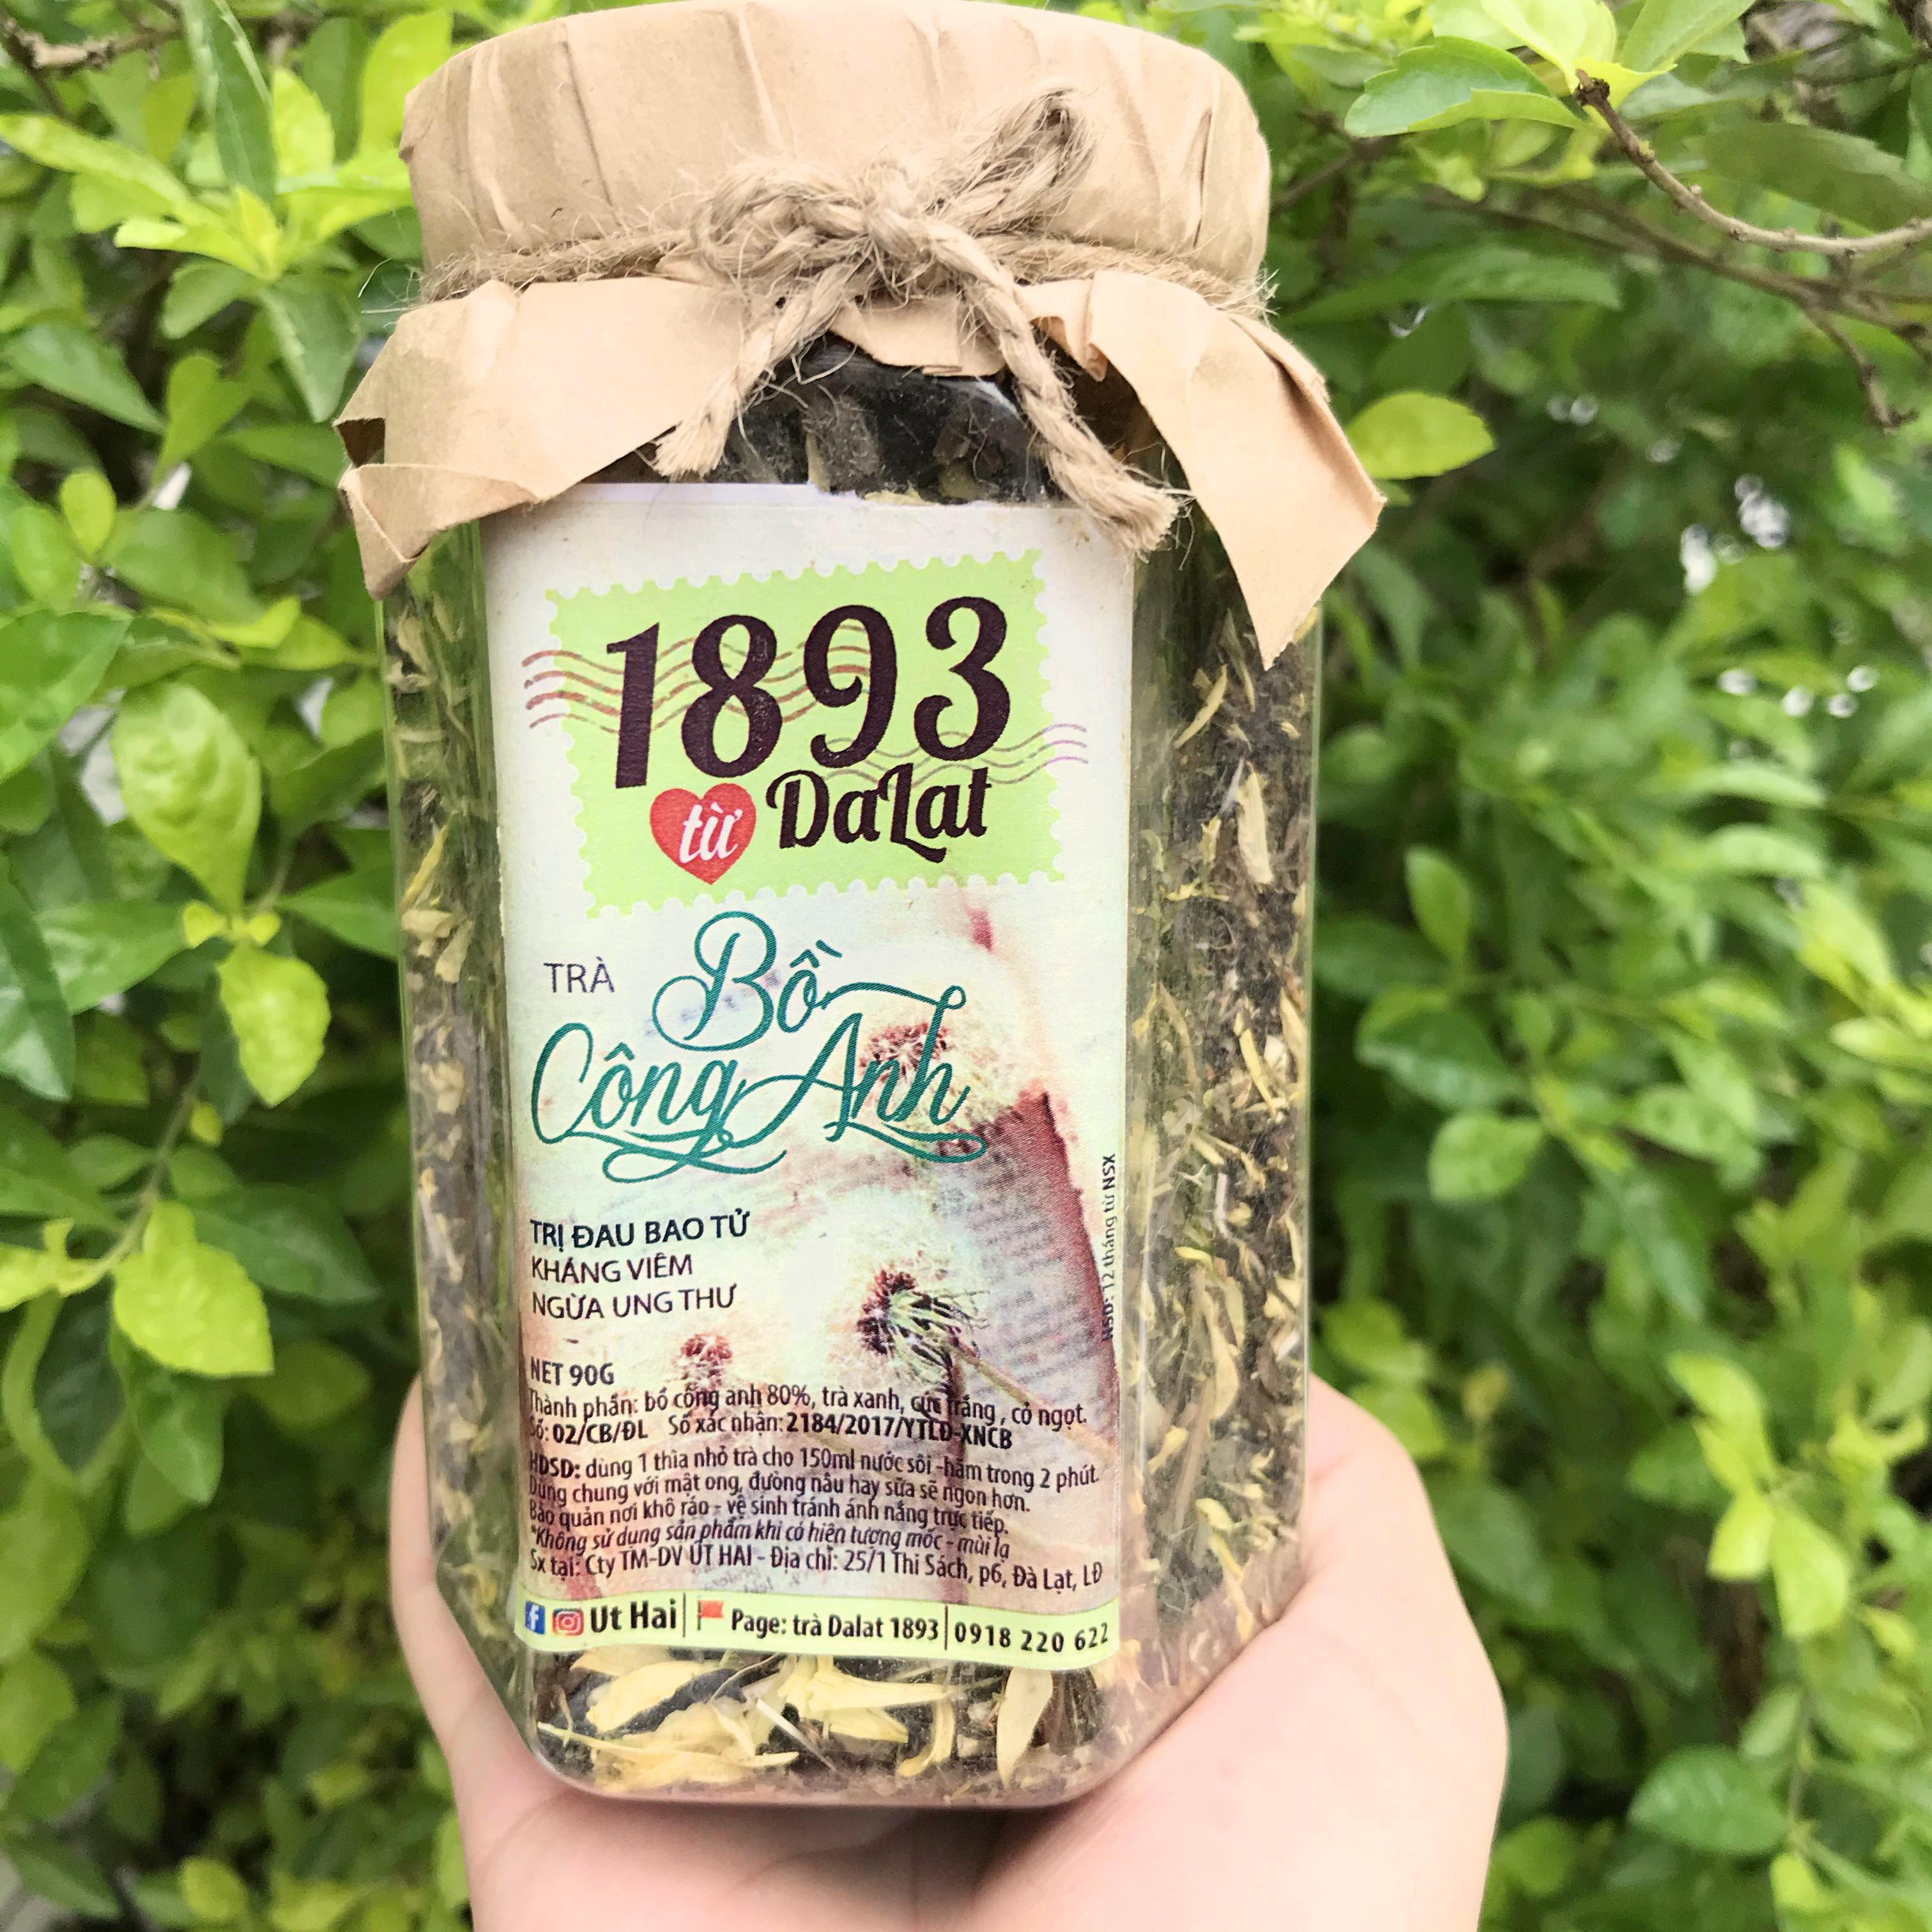 1893
từ DaLat
TRÀ Bồ
Công Anh
TRỊ ĐAU BAO TỬ
KHÁNG VIÊM
NGỪA UNG THƯ
NET 90G
Thành phần: bồ công anh 80%, trà xanh, cúc trắng, cỏ ngọt.
Số: 02/CB/ĐL Số xác nhận: 2184/2017/YTLĐ-XNCB
HDSD: dùng 1 thìa nhỏ trà cho 150ml nước sôi - hãm trong 2 phút.
Dùng chung với mật ong, đường nâu hay sữa sẽ ngon hơn.
Bảo quản nơi khô ráo - vệ sinh tránh ánh nắng trực tiếp.
*Không sử dụng sản phẩm khi có hiện tượng mốc - mùi lạ
Sx tại: Cty TM-DV ÚT HAI - Địa chỉ: 25/1 Thi Sách, p6, Đà Lạt, LĐ
Ut Hai | Page: trà Dalat 1893 | 0918 220 622
HSD: 12 tháng từ NSX